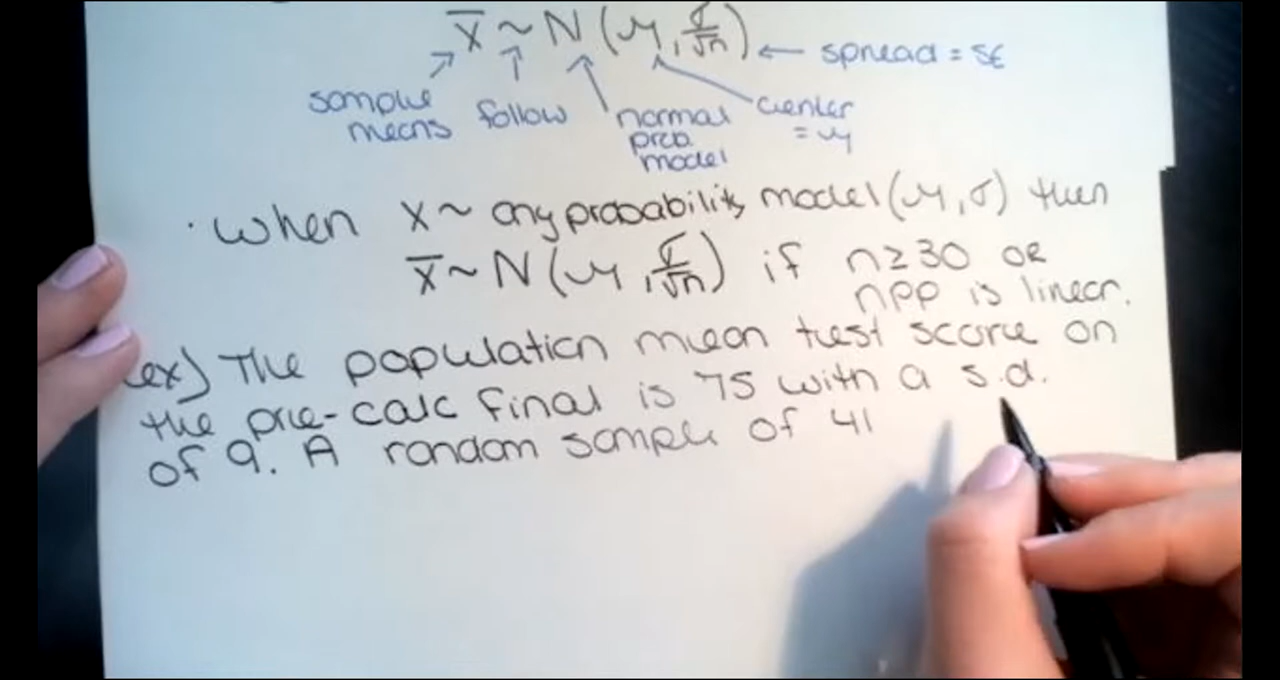 x̄ ~ N (μ, σ/√n) ← spread = SE
sample means
follow
normal prob model
center = μ
· when x ~ any probability model (μ, σ) then
x̄ ~ N (μ, σ/√n) if n ≥ 30 or
npp is linear.
ex) The population mean test score on
the pre-calc final is 75 with a s.d.
of 9. A random sample of 41